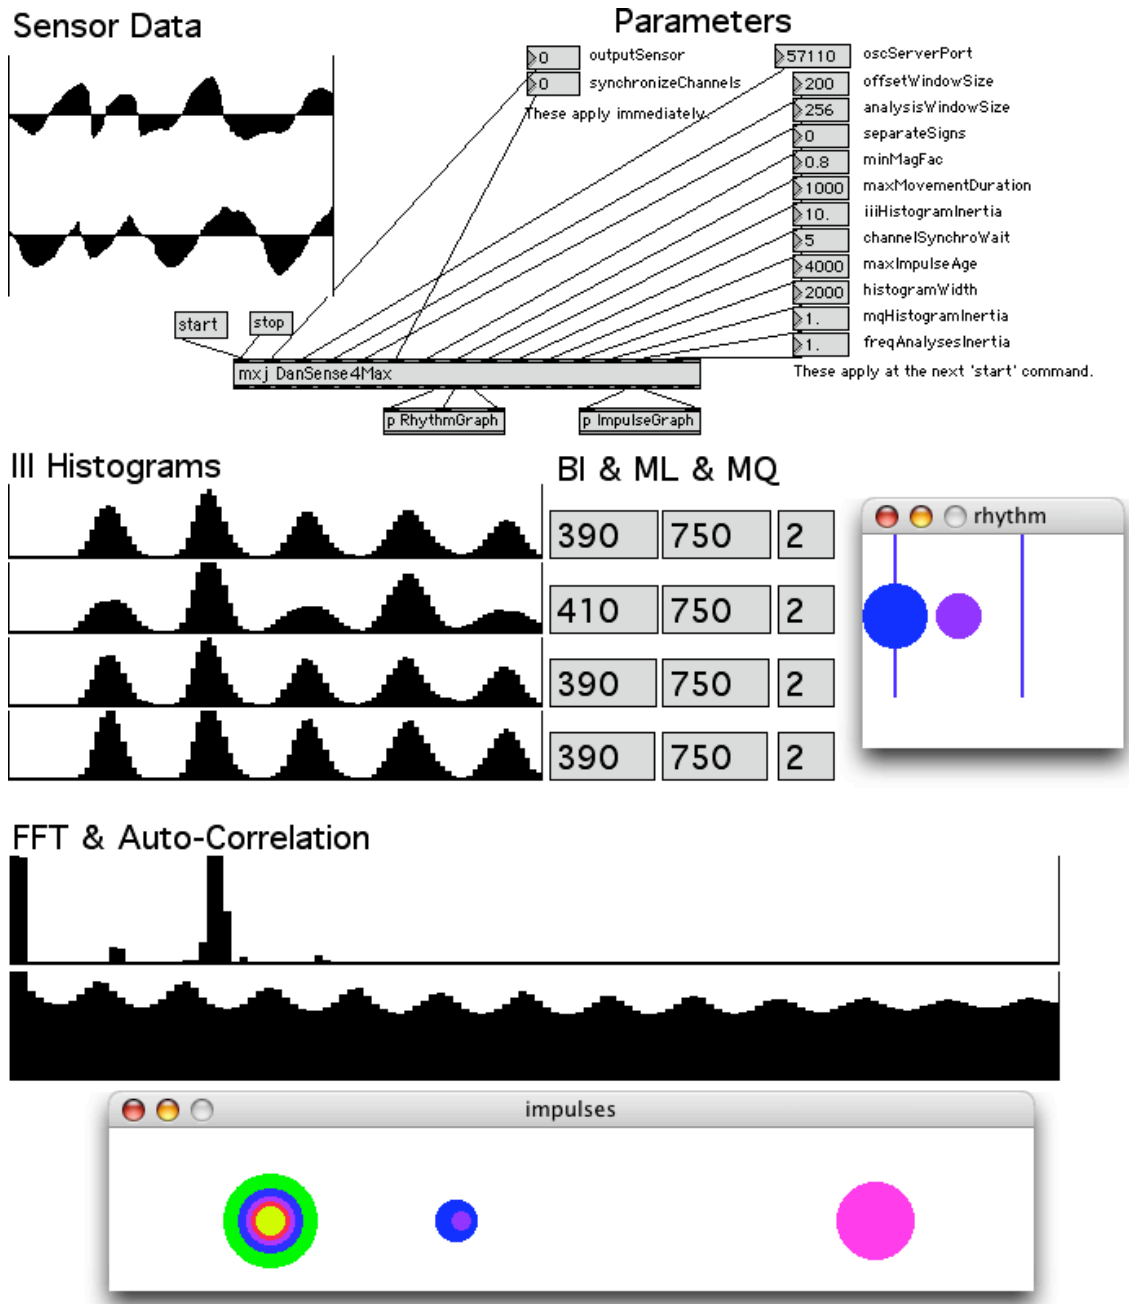 Sensor Data
Parameters
0 outputSensor
0 synchronizeChannels
These apply immediately.
57110 oscServerPort
200 offsetWindowSize
256 analysisWindowSize
0 separateSigns
0.8 minMagFac
1000 maxMovementDuration
10. iiiHistogramInertia
5 channelSynchroWait
4000 maxImpulseAge
2000 histogramWidth
1. mqHistogramInertia
1. freqAnalysesInertia
These apply at the next 'start' command.
start
stop
mxj DanSense4Max
p RhythmGraph
p ImpulseGraph
III Histograms
BI & ML & MQ
390 750 2
410 750 2
390 750 2
390 750 2
rhythm
FFT & Auto-Correlation
impulses